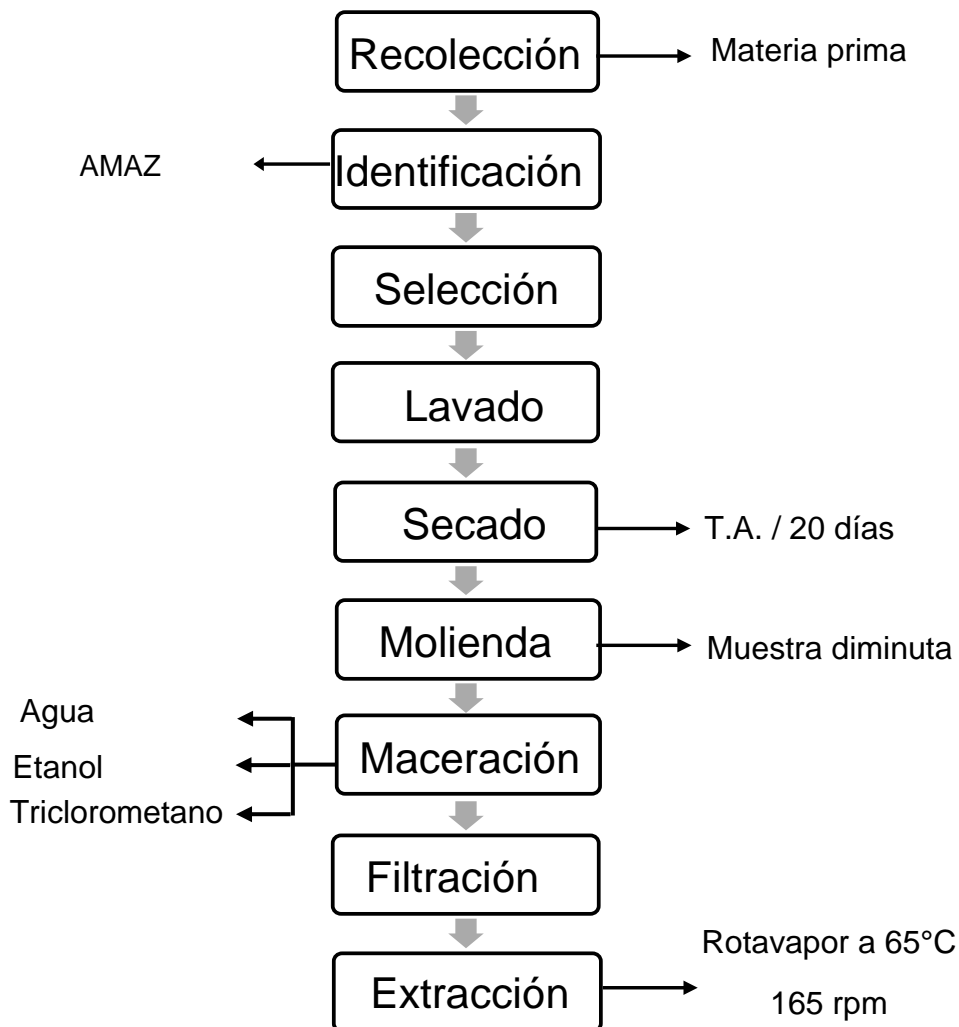 Recolección
Materia prima
AMAZ
Identificación
Selección
Lavado
Secado
T.A. / 20 días
Molienda
Muestra diminuta
Agua
Etanol
Triclorometano
Maceración
Filtración
Extracción
Rotavapor a 65°C
165 rpm